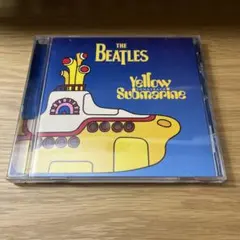 THE
BEATLES
Yellow
Submarine